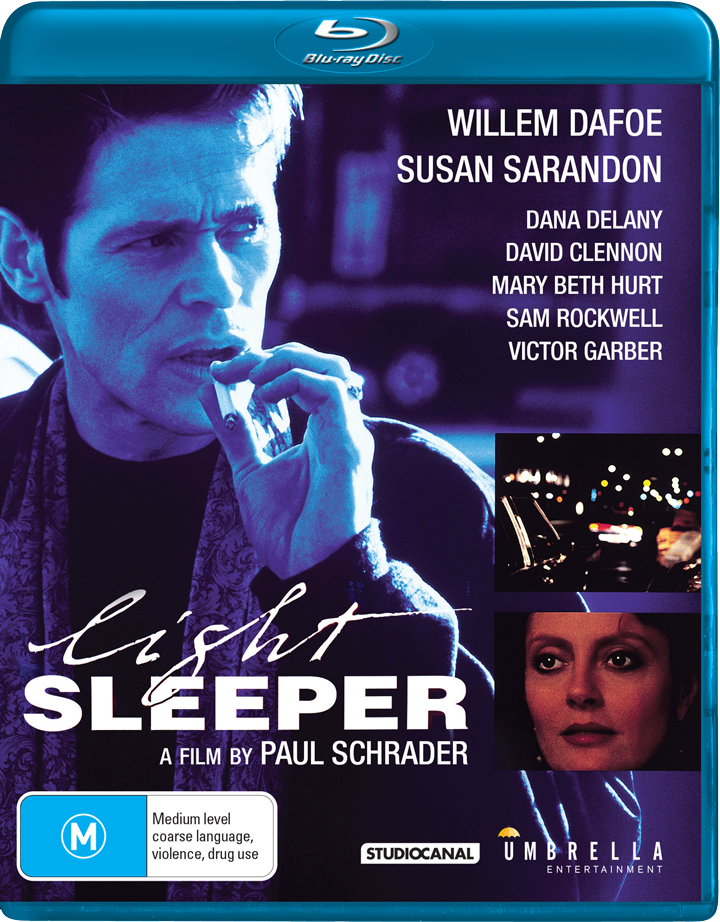 Blu-ray Disc
WILLEM DAFOE
SUSAN SARANDON
DANA DELANY
DAVID CLENNON
MARY BETH HURT
SAM ROCKWELL
VICTOR GARBER
light
SLEEPER
A FILM BY PAUL SCHRADER
M
Medium level
coarse language,
violence, drug use
STUDIOCANAL
UMBRELLA
ENTERTAINMENT